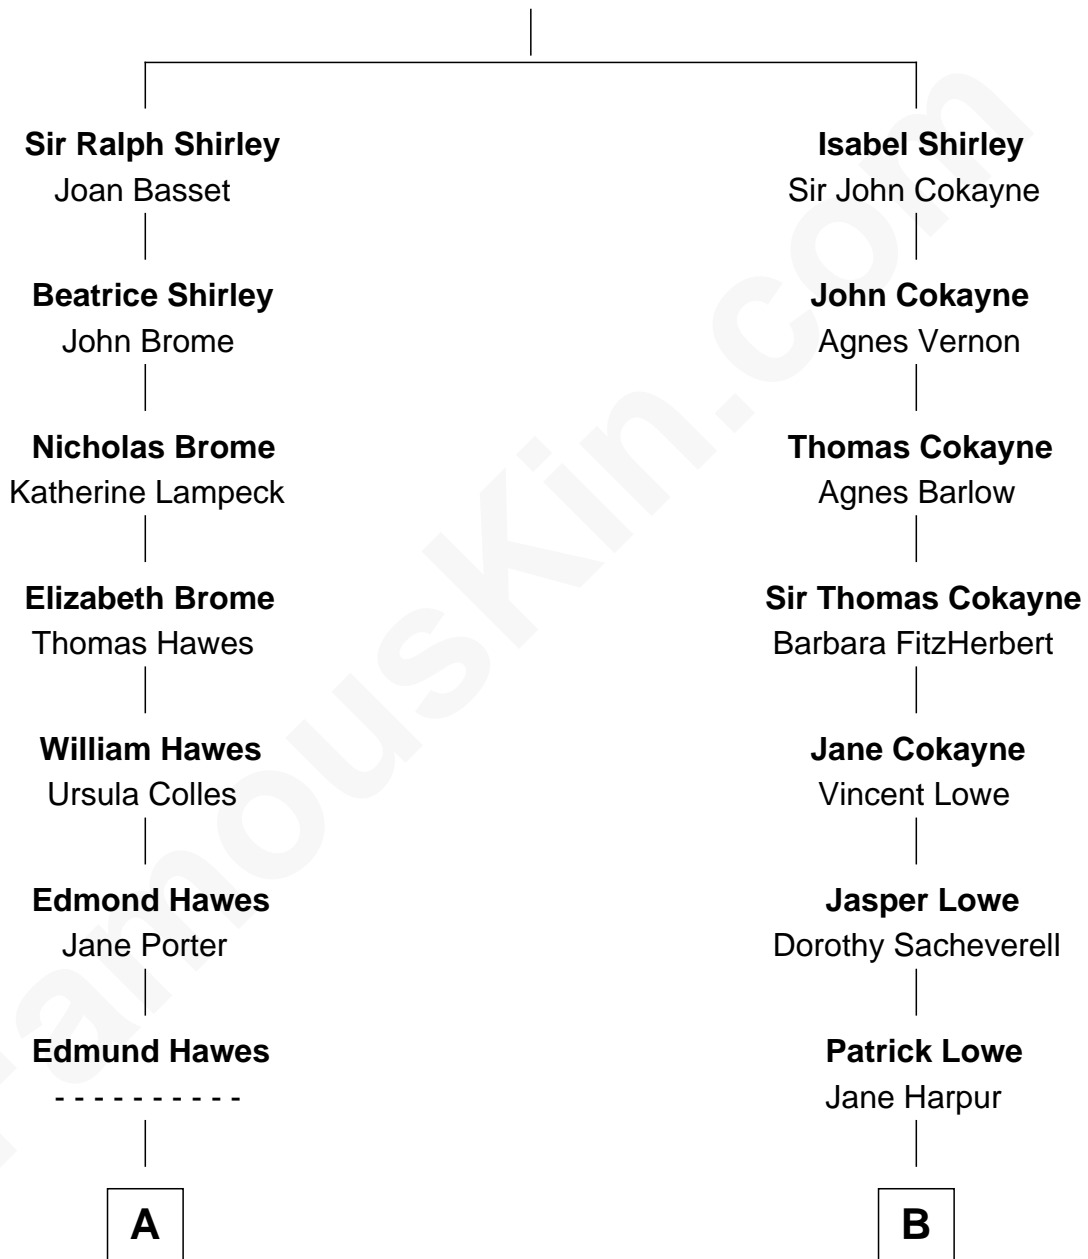 Sir Ralph Shirley
Joan Basset
Beatrice Shirley
John Brome
Nicholas Brome
Katherine Lampeck
Elizabeth Brome
Thomas Hawes
William Hawes
Ursula Colles
Edmond Hawes
Jane Porter
Edmund Hawes
- - - - - - - - - -
A
Isabel Shirley
Sir John Cokayne
John Cokayne
Agnes Vernon
Thomas Cokayne
Agnes Barlow
Sir Thomas Cokayne
Barbara FitzHerbert
Jane Cokayne
Vincent Lowe
Jasper Lowe
Dorothy Sacheverell
Patrick Lowe
Jane Harpur
B
FamousKin.com